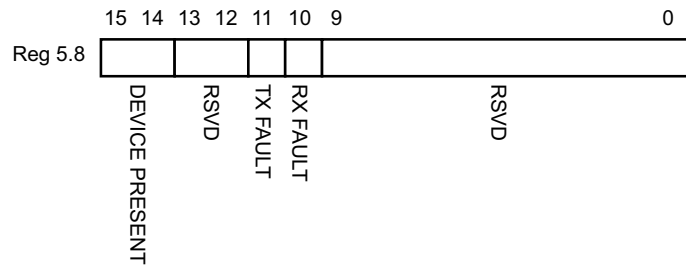 15 14 13 12 11 10 9 0
Reg 5.8
DEVICE PRESENT
RSVD
TX FAULT
RX FAULT
RSVD